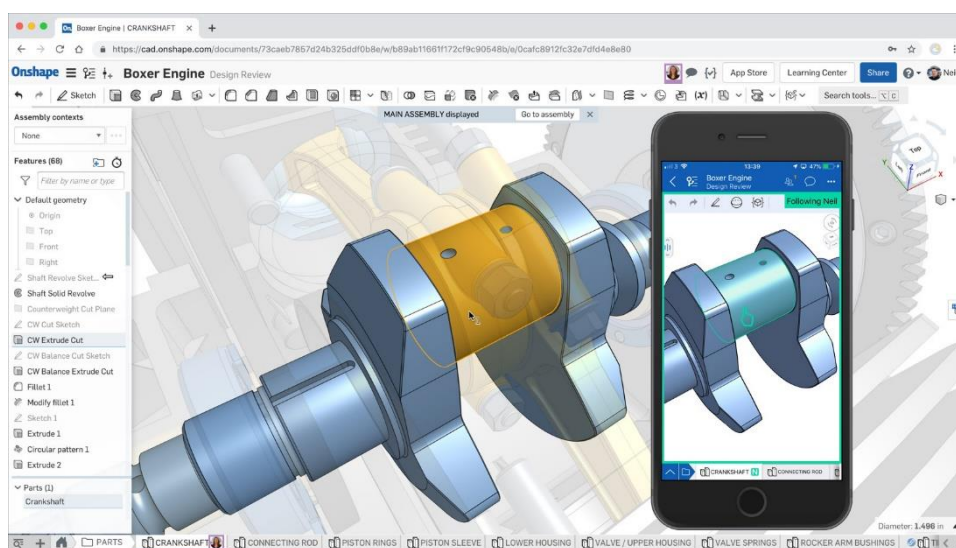 Boxer Engine | CRANKSHAFT
https://cad.onshape.com/documents/73caeb7857d24b325ddf0b8e/w/b89ab11661f172cf9c90548b/e/0cafc8912fc32e7dfd4e8e80
Onshape Boxer Engine Design Review
App Store Learning Center Share Neil
Sketch Search tools...
Assembly contexts
MAIN ASSEMBLY displayed Go to assembly
None
Features (68)
Filter by name or type
Default geometry
Origin
Top
Front
Right
Shaft Revolve Sket...
Shaft Solid Revolve
Counterweight Cut Plane
CW Cut Sketch
CW Extrude Cut
CW Balance Cut Sketch
CW Balance Extrude Cut
Fillet 1
Modify fillet 1
Sketch 1
Extrude 1
Circular pattern 1
Extrude 2
Parts (1)
Crankshaft
Top
Z
Y
X
13:39 47%
Boxer Engine
Design Review
Following Neil
CRANKSHAFT N CONNECTING ROD
Diameter: 1.496 in
PARTS CRANKSHAFT CONNECTING ROD PISTON RINGS PISTON SLEEVE LOWER HOUSING VALVE / UPPER HOUSING VALVE SPRINGS ROCKER ARM BUSHINGS